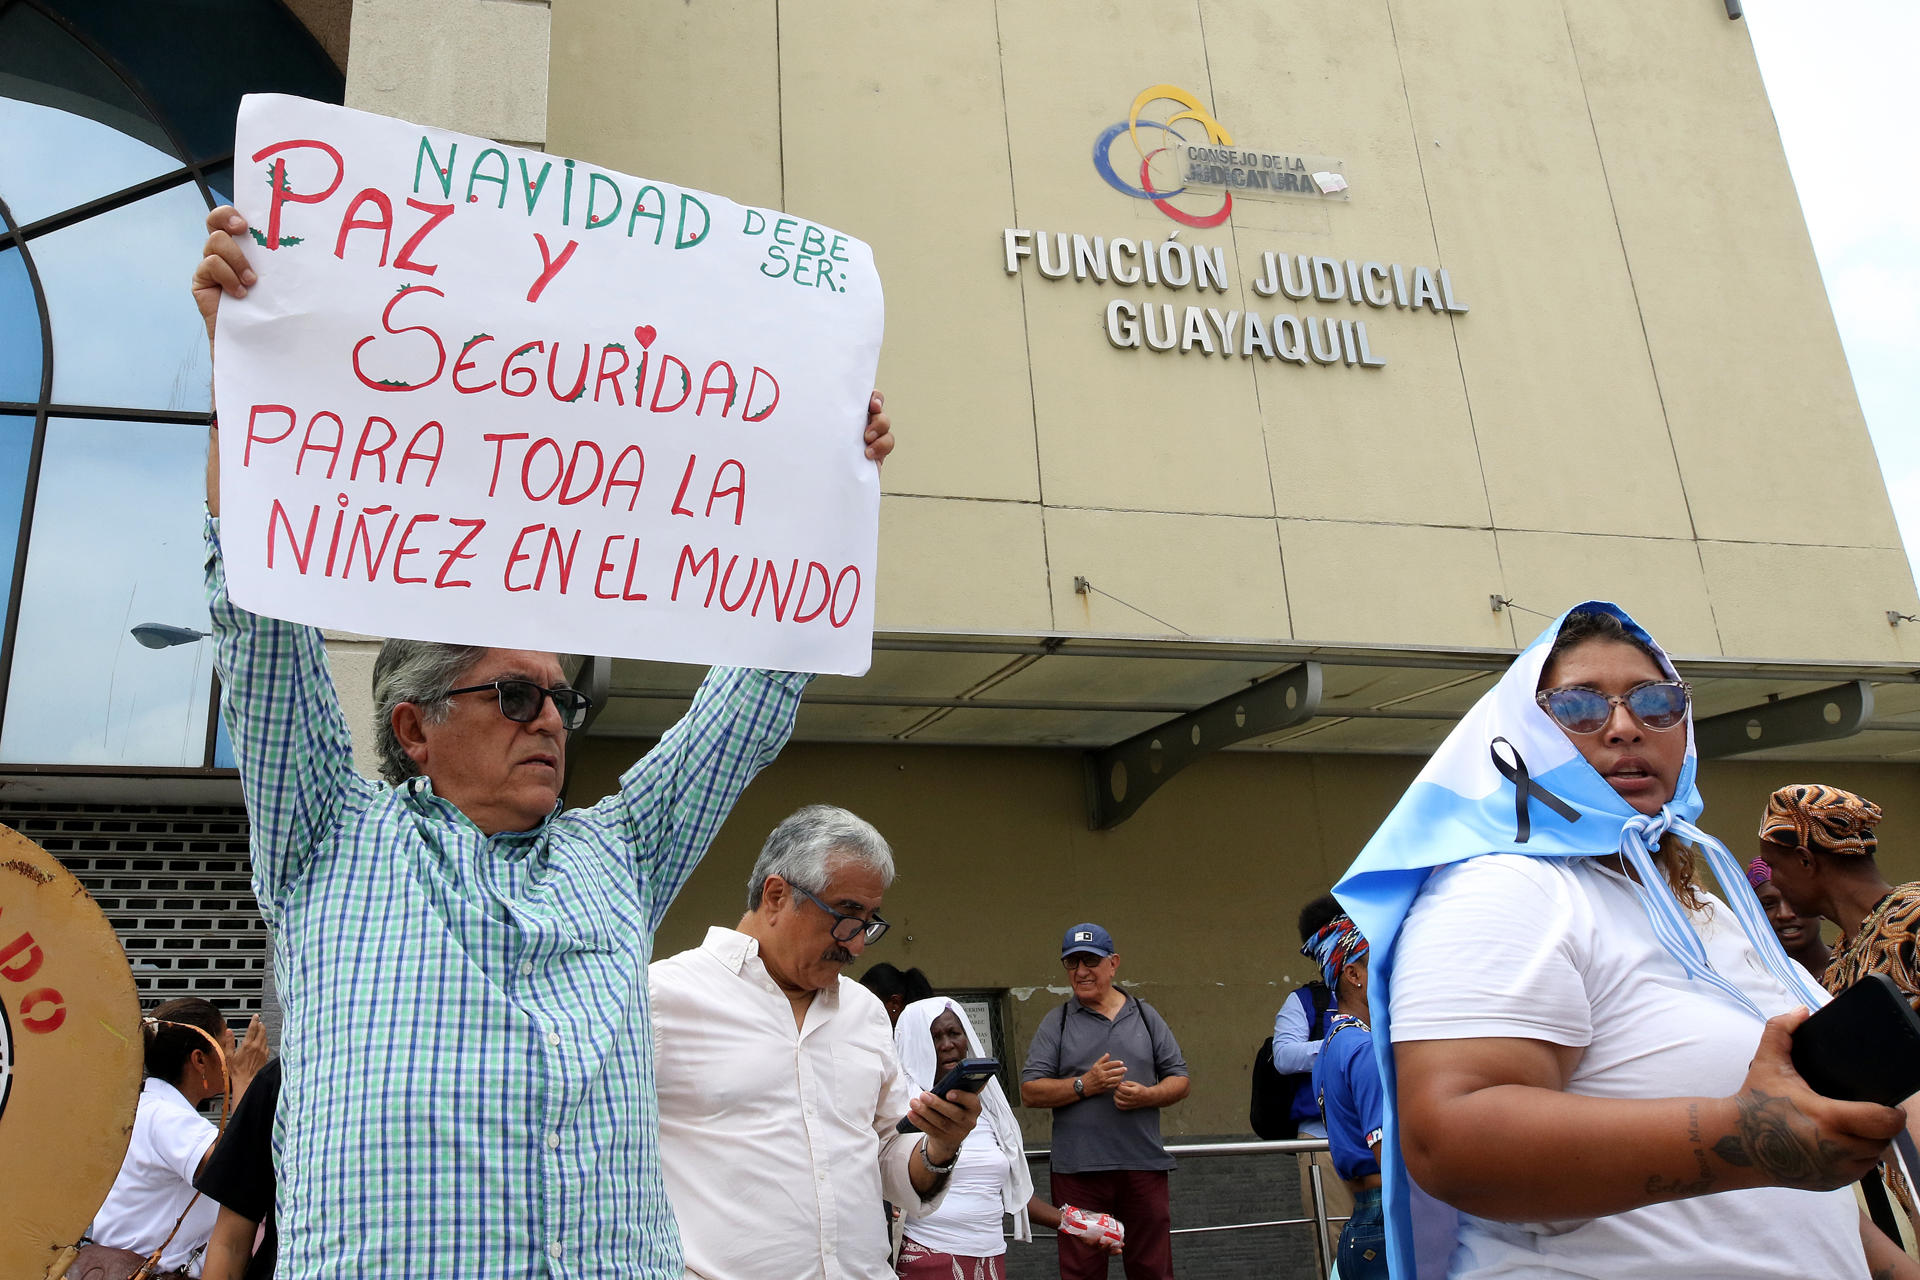 NAVIDAD DEBE
SER:
PAZ Y
SEGURIDAD
PARA TODA LA
NIÑEZ EN EL MUNDO
CONSEJO DE LA
JUDICATURA
FUNCIÓN JUDICIAL
GUAYAQUIL